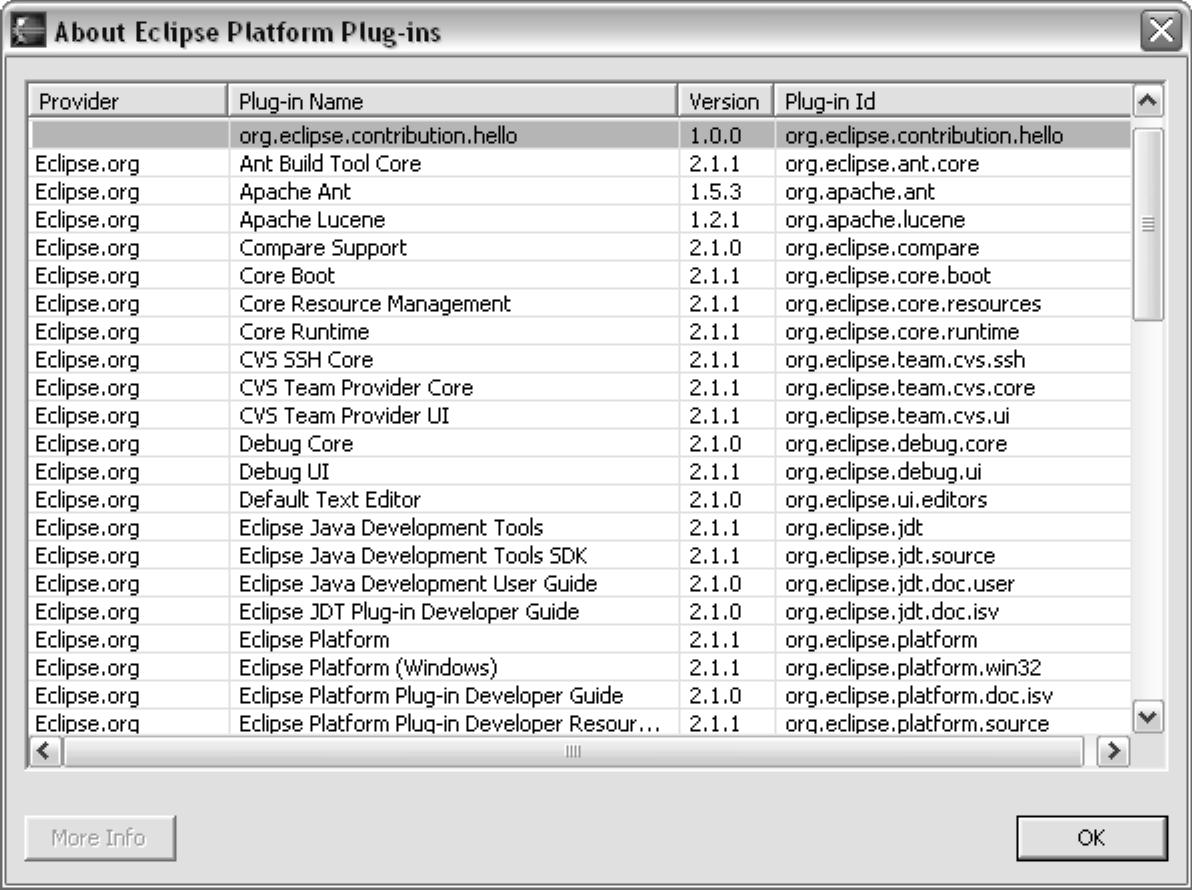 About Eclipse Platform Plug-ins
Provider Plug-in Name Version Plug-in Id
org.eclipse.contribution.hello 1.0.0 org.eclipse.contribution.hello
Eclipse.org Ant Build Tool Core 2.1.1 org.eclipse.ant.core
Eclipse.org Apache Ant 1.5.3 org.apache.ant
Eclipse.org Apache Lucene 1.2.1 org.apache.lucene
Eclipse.org Compare Support 2.1.0 org.eclipse.compare
Eclipse.org Core Boot 2.1.1 org.eclipse.core.boot
Eclipse.org Core Resource Management 2.1.1 org.eclipse.core.resources
Eclipse.org Core Runtime 2.1.1 org.eclipse.core.runtime
Eclipse.org CVS SSH Core 2.1.1 org.eclipse.team.cvs.ssh
Eclipse.org CVS Team Provider Core 2.1.1 org.eclipse.team.cvs.core
Eclipse.org CVS Team Provider UI 2.1.1 org.eclipse.team.cvs.ui
Eclipse.org Debug Core 2.1.0 org.eclipse.debug.core
Eclipse.org Debug UI 2.1.1 org.eclipse.debug.ui
Eclipse.org Default Text Editor 2.1.0 org.eclipse.ui.editors
Eclipse.org Eclipse Java Development Tools 2.1.1 org.eclipse.jdt
Eclipse.org Eclipse Java Development Tools SDK 2.1.1 org.eclipse.jdt.source
Eclipse.org Eclipse Java Development User Guide 2.1.0 org.eclipse.jdt.doc.user
Eclipse.org Eclipse JDT Plug-in Developer Guide 2.1.0 org.eclipse.jdt.doc.isv
Eclipse.org Eclipse Platform 2.1.1 org.eclipse.platform
Eclipse.org Eclipse Platform (Windows) 2.1.1 org.eclipse.platform.win32
Eclipse.org Eclipse Platform Plug-in Developer Guide 2.1.0 org.eclipse.platform.doc.isv
Eclipse.org Eclipse Platform Plug-in Developer Resour... 2.1.1 org.eclipse.platform.source
More Info OK